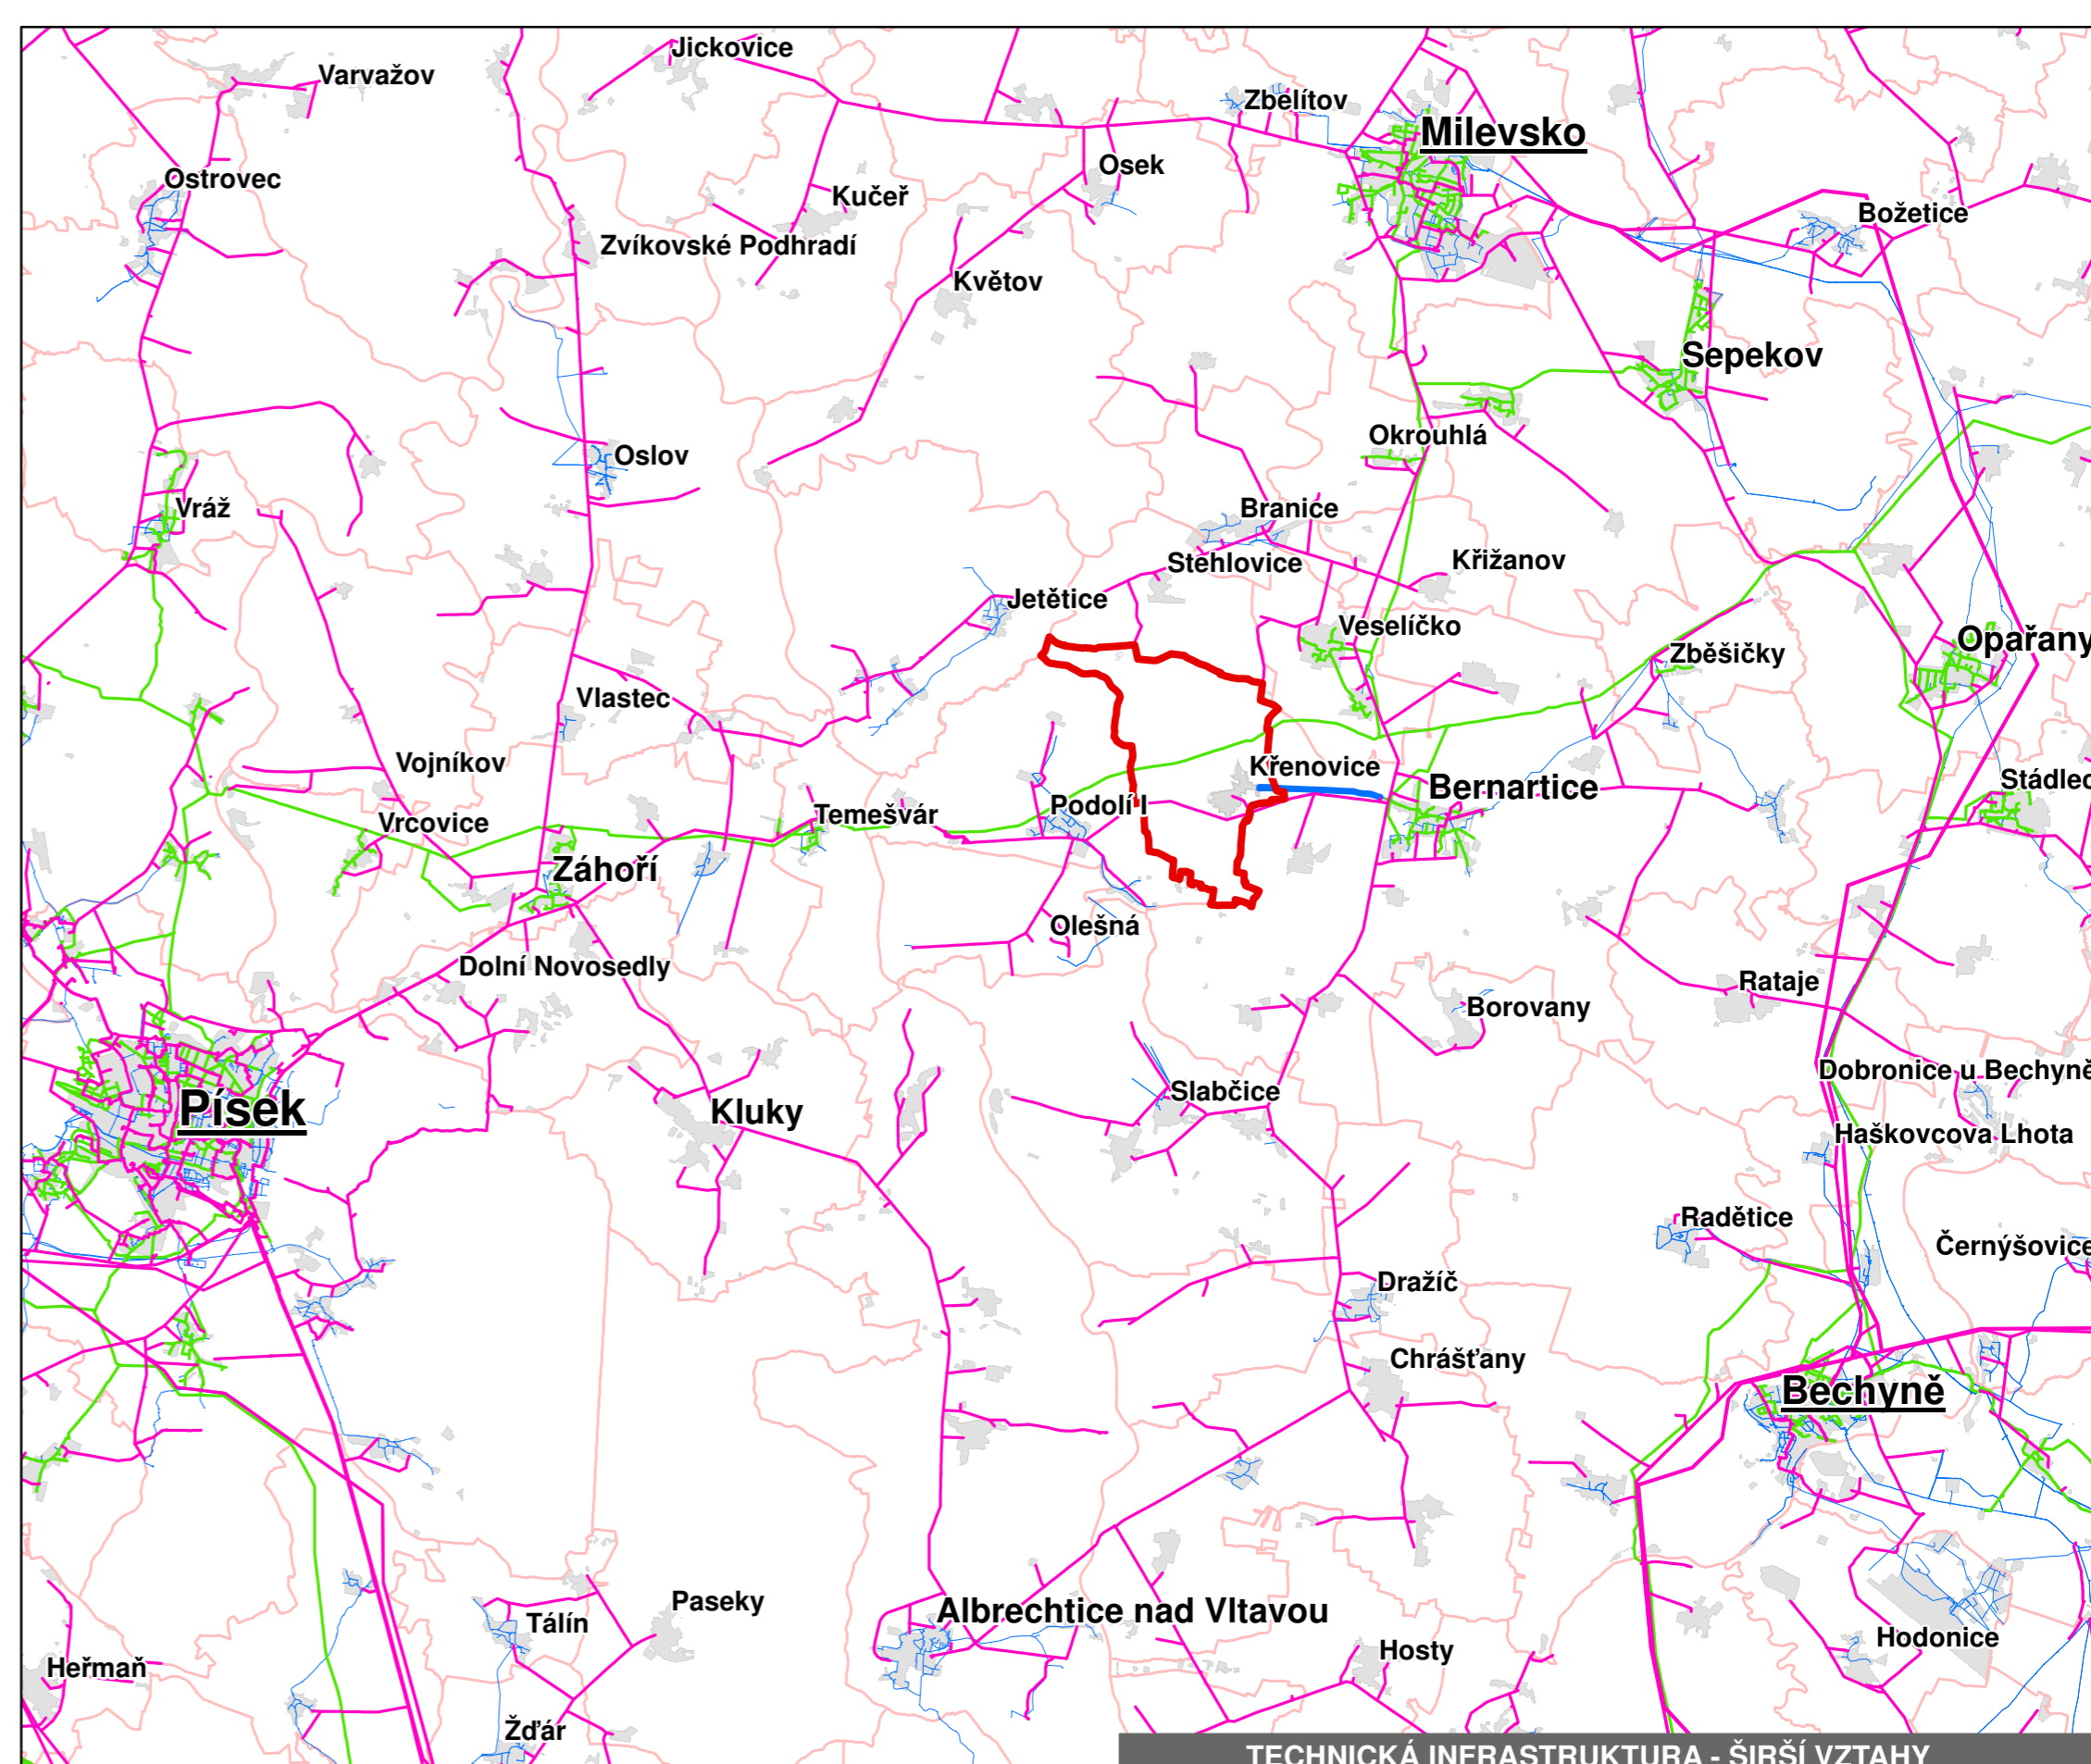 Jickovice
Varvažov
Zbelítov
Milevsko
Osek
Ostrovec
Kučeř
Božetice
Zvíkovské Podhradí
Květov
Sepekov
Okrouhlá
Oslov
Vráž
Branice
Stehlovice
Křižanov
Jetětice
Veselíčko
Opařany
Zběšičky
Vlastec
Vojníkov
Křenovice
Stádlec
Bernartice
Podolí I
Temešvár
Vrcovice
Záhoří
Olešná
Dolní Novosedly
Rataje
Borovany
Dobronice u Bechyně
Slabčice
Písek
Kluky
Haškovcova Lhota
Radětice
Černýšovice
Dražíč
Chrášťany
Bechyně
Paseky
Albrechtice nad Vltavou
Tálín
Hodonice
Hosty
Heřmaň
Žďár
TECHNICKÁ INFRASTRUKTURA - ŠIRŠÍ VZTAHY